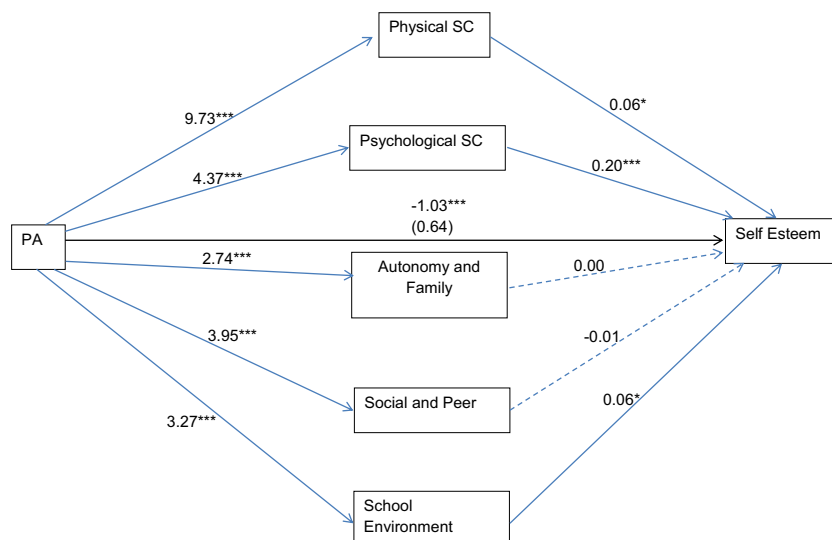 Physical SC
9.73***
0.06*
Psychological SC
4.37***
0.20***
-1.03***
(0.64)
PA
Self Esteem
2.74***
Autonomy and
Family
0.00
3.95***
-0.01
Social and Peer
0.06*
3.27***
School
Environment